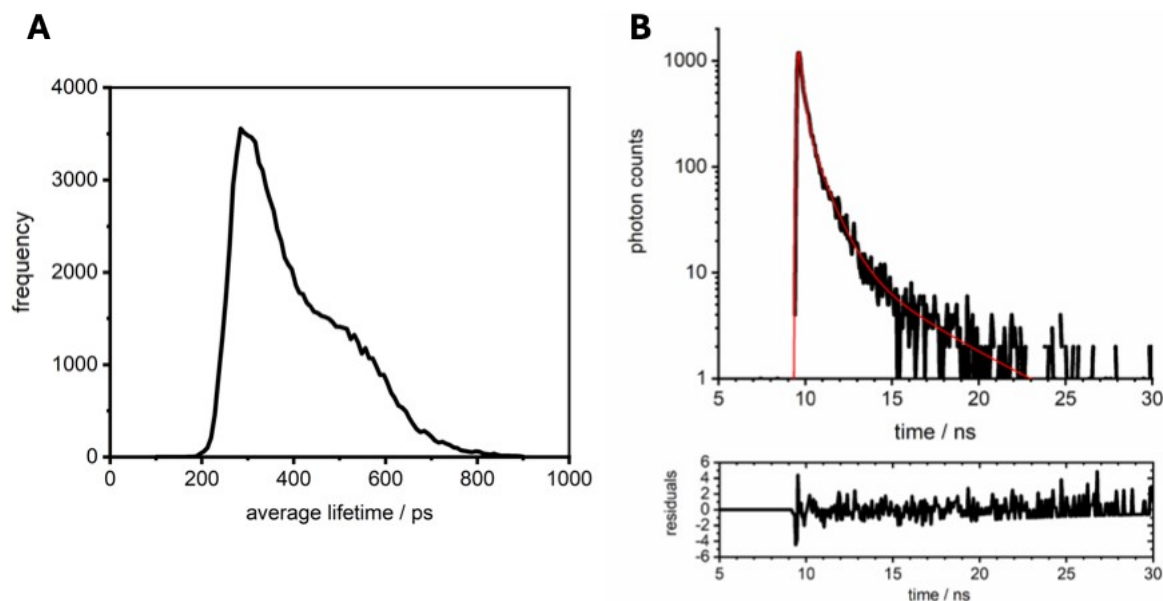 A
frequency
4000
3000
2000
1000
0
0 200 400 600 800 1000
average lifetime / ps
B
photon counts
1000
100
10
1
5 10 15 20 25 30
time / ns
residuals
6
4
2
0
-2
-4
-6
5 10 15 20 25 30
time / ns